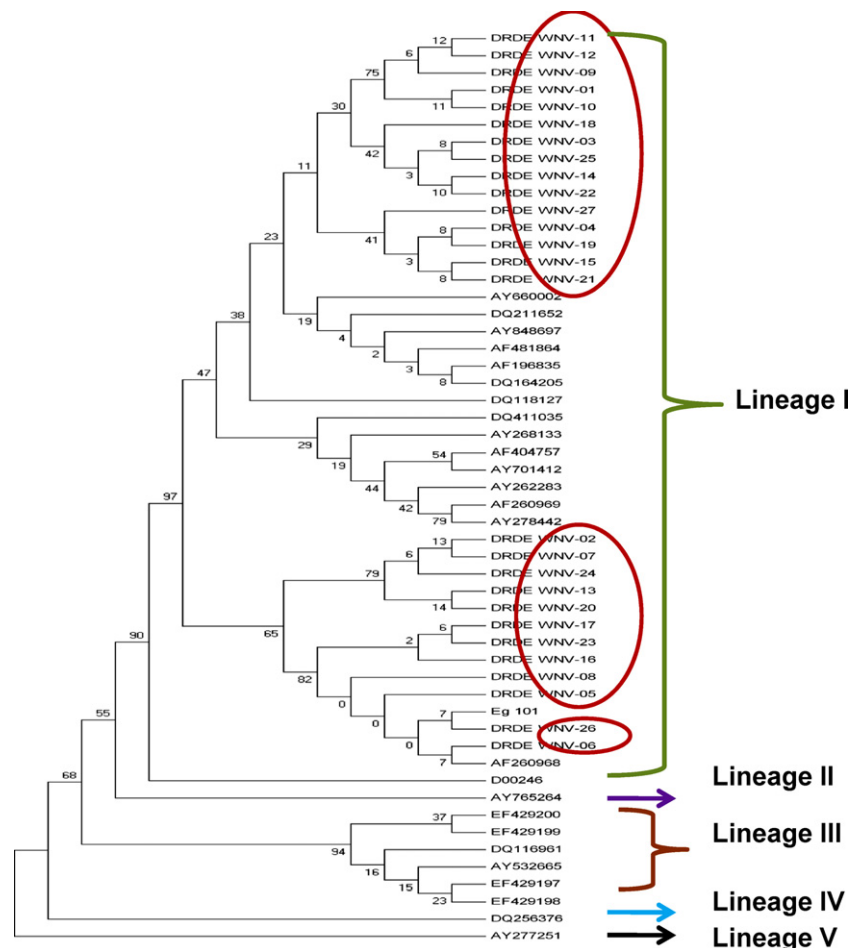 12 DRDE WNV-11
6 DRDE WNV-12
75 DRDE WNV-09
DRDE WNV-01
30 11 DRDE WNV-10
DRDE WNV-18
42 8 DRDE WNV-03
11 DRDE WNV-25
3 DRDE WNV-14
10 DRDE WNV-22
DRDE WNV-27
23 41 8 DRDE WNV-04
DRDE WNV-19
3 DRDE WNV-15
8 DRDE WNV-21
AY660002
38 19 DQ211652
4 AY848697
2 AF481864
3 AF196835
8 DQ164205
47 DQ118127 Lineage I
DQ411035
29 AY268133
19 54 AF404757
AY701412
44 AY262283
97 42 AF260969
79 AY278442
13 DRDE WNV-02
6 DRDE WNV-07
79 DRDE WNV-24
DRDE WNV-13
14 DRDE WNV-20
90 65 6 DRDE WNV-17
DRDE WNV-23
2 DRDE WNV-16
82 DRDE WNV-08
0 DRDE WNV-05
55 0 7 Eg 101
DRDE WNV-26
0 DRDE WNV-06
7 AF260968
68 D00246 Lineage II
AY765264
37 EF429200
EF429199 Lineage III
94 DQ116961
16 AY532665
15 EF429197
23 EF429198 Lineage IV
DQ256376
AY277251 Lineage V